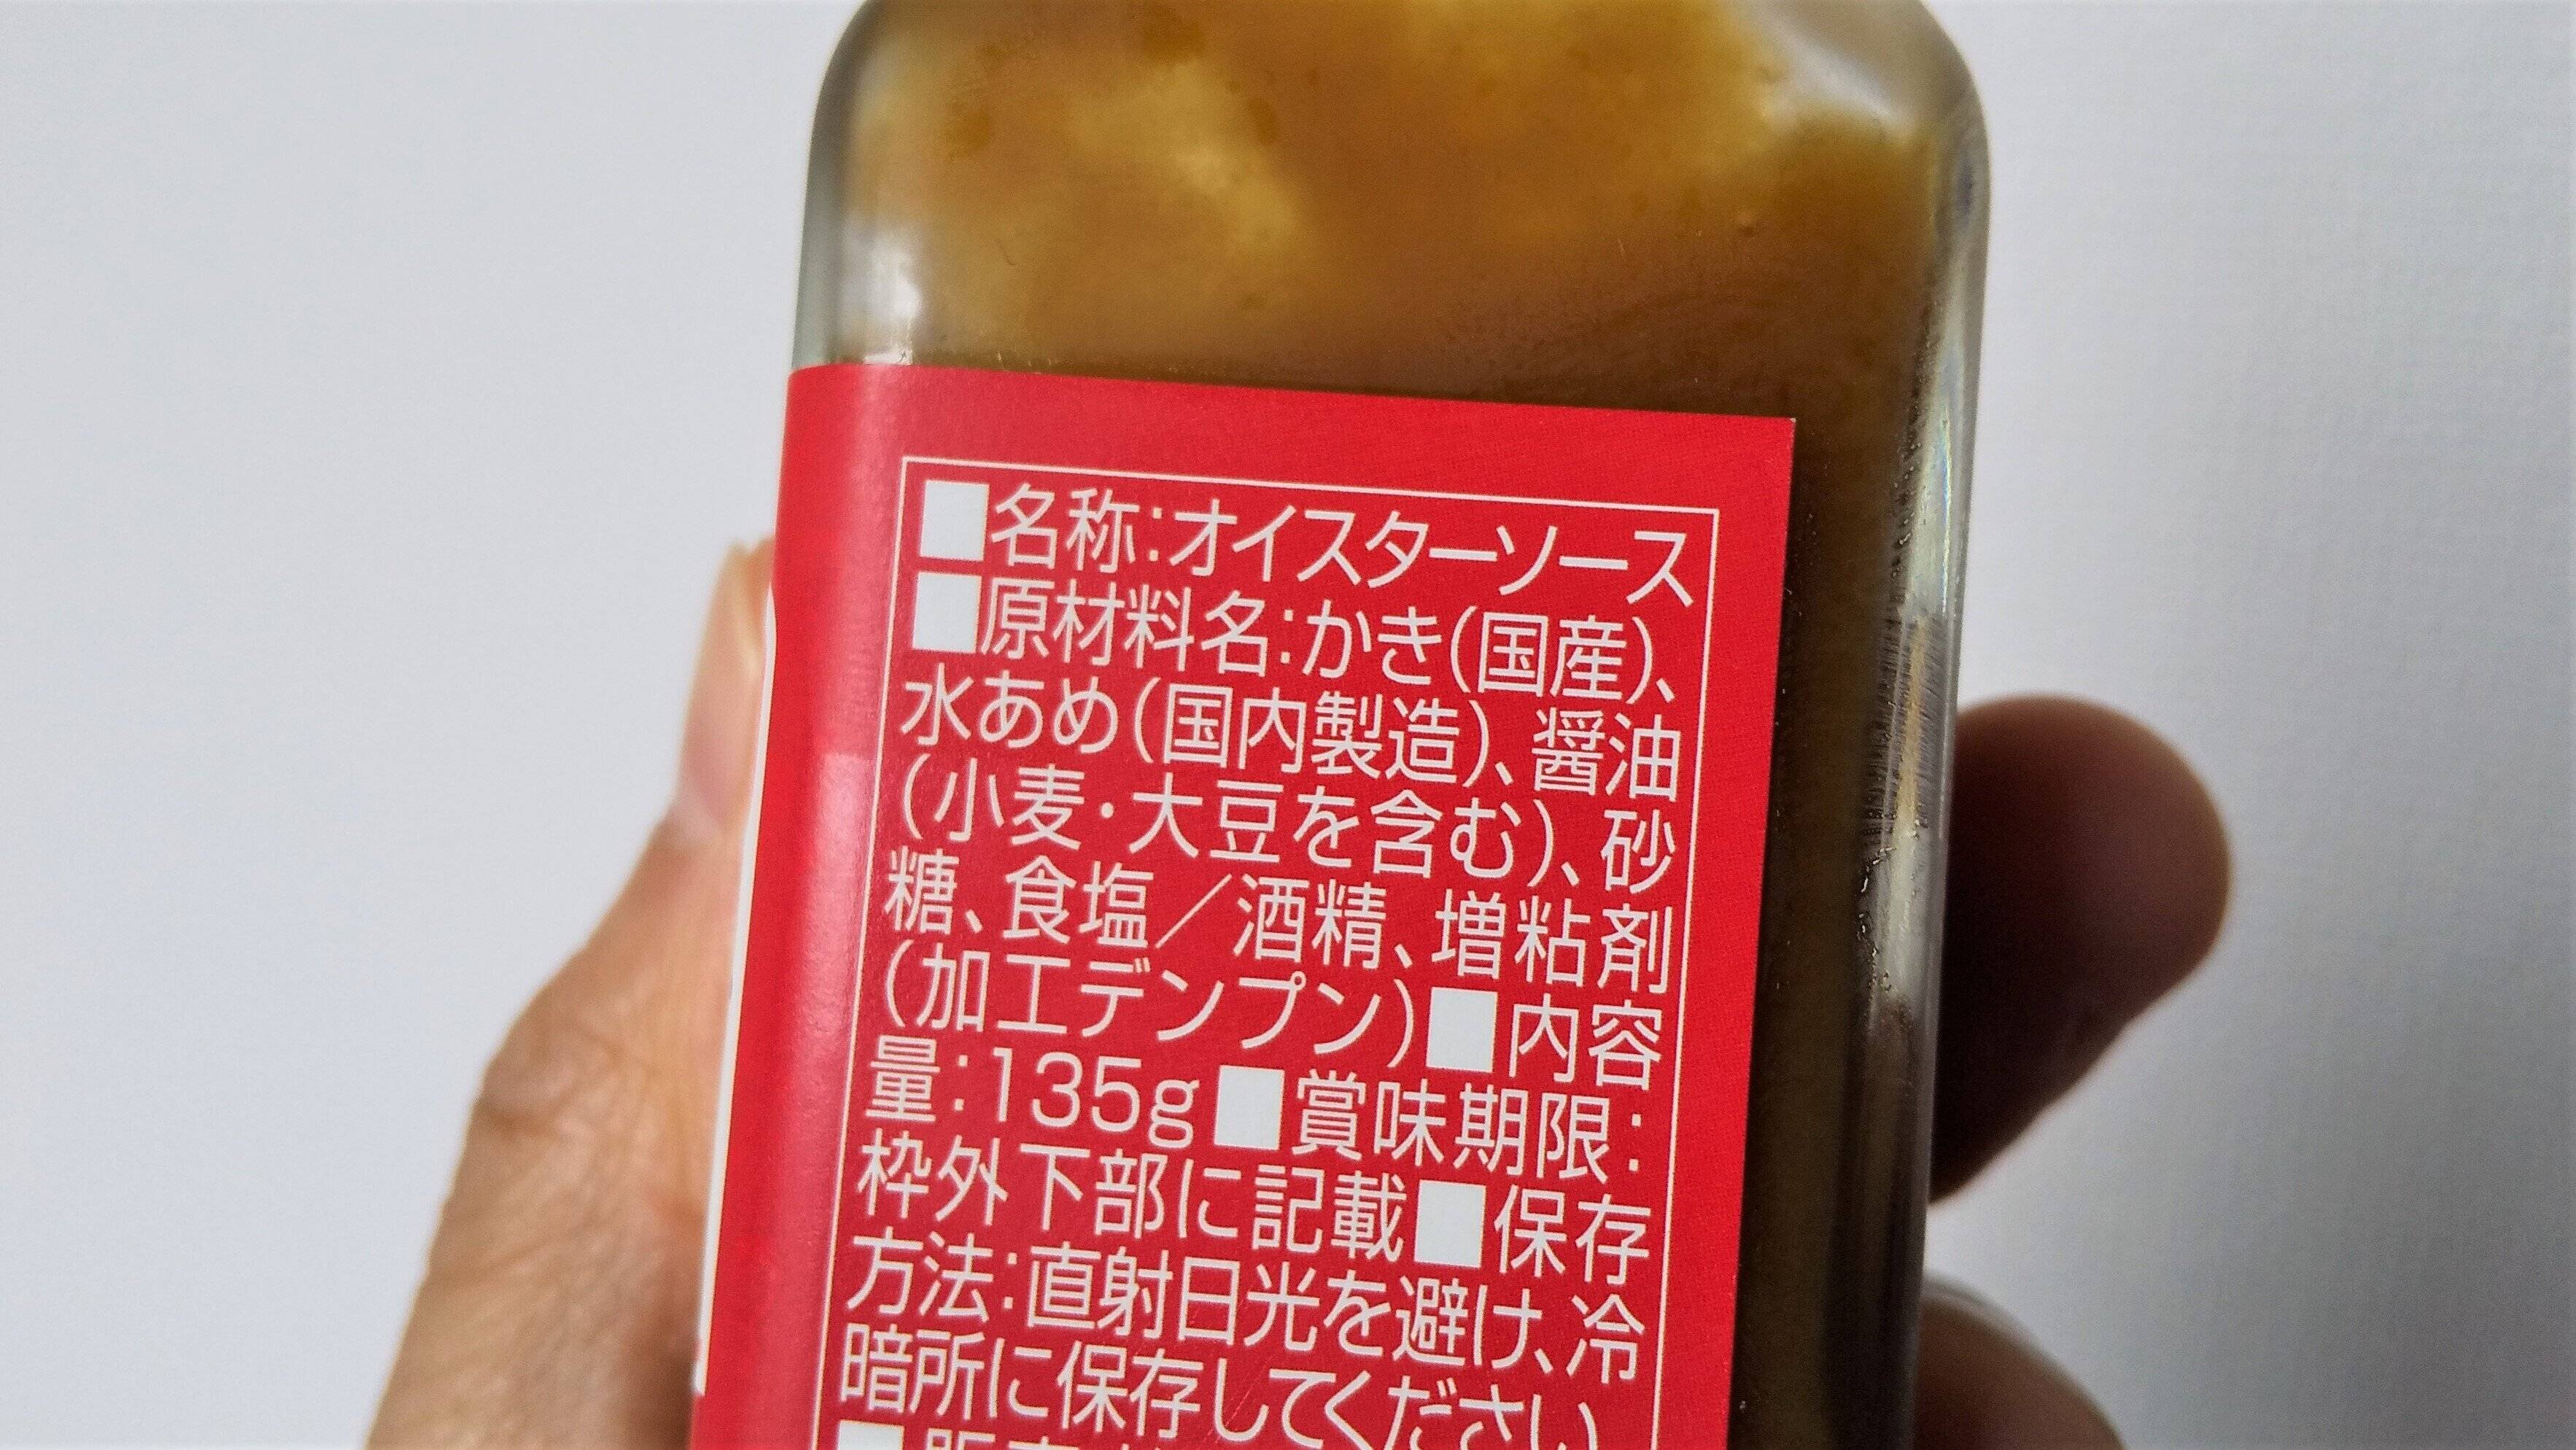 ■名称:オイスターソース
■原材料名:かき(国産)、
水あめ(国内製造)、醤油
(小麦・大豆を含む)、砂
糖、食塩/酒精、増粘剤
(加工デンプン)■内容
量:135g■賞味期限:
枠外下部に記載■保存
方法:直射日光を避け、冷
暗所に保存してください